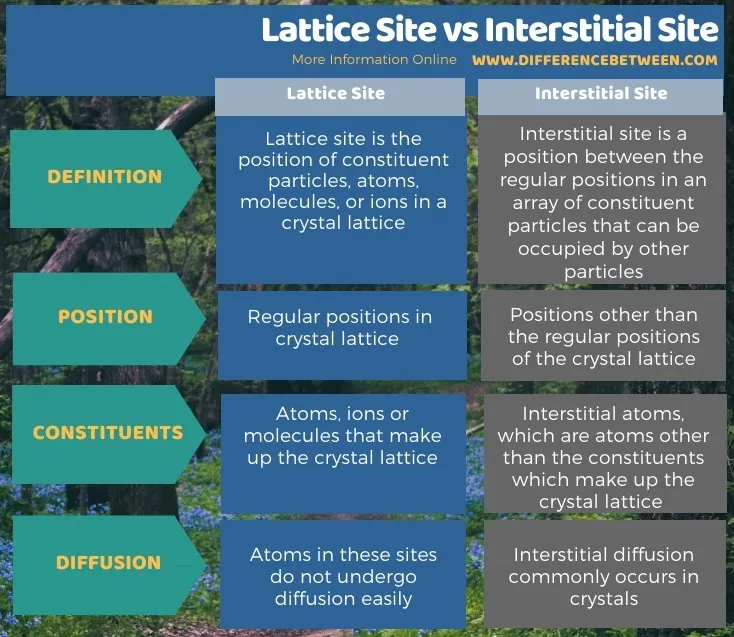 Lattice Site vs Interstitial Site
More Information Online WWW.DIFFERENCEBETWEEN.COM
Lattice Site
Interstitial Site
DEFINITION
Lattice site is the
position of constituent
particles, atoms,
molecules, or ions in a
crystal lattice
Interstitial site is a
position between the
regular positions in an
array of constituent
particles that can be
occupied by other
particles
POSITION
Regular positions in
crystal lattice
Positions other than
the regular positions
of the crystal lattice
CONSTITUENTS
Atoms, ions or
molecules that make
up the crystal lattice
Interstitial atoms,
which are atoms other
than the constituents
which make up the
crystal lattice
DIFFUSION
Atoms in these sites
do not undergo
diffusion easily
Interstitial diffusion
commonly occurs in
crystals